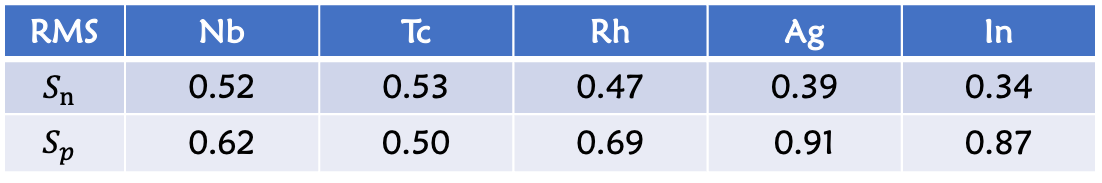 RMS Nb Tc Rh Ag In
Sn 0.52 0.53 0.47 0.39 0.34
Sp 0.62 0.50 0.69 0.91 0.87